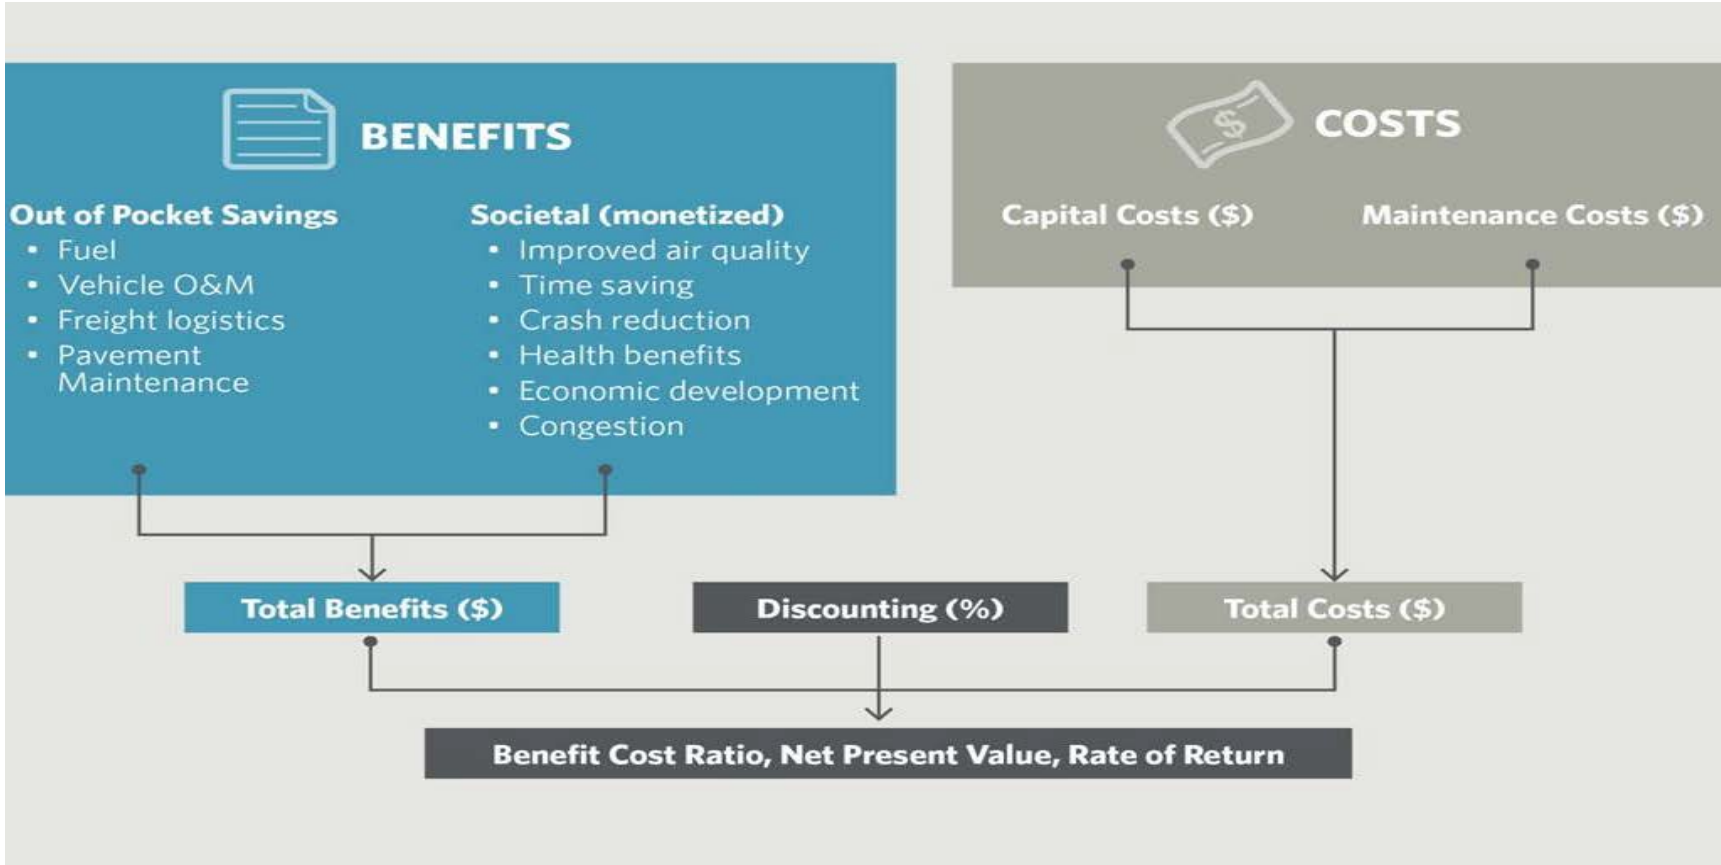 BENEFITS
Out of Pocket Savings
▪ Fuel
▪ Vehicle O&M
▪ Freight logistics
▪ Pavement
Maintenance
Societal (monetized)
▪ Improved air quality
▪ Time saving
▪ Crash reduction
▪ Health benefits
▪ Economic development
▪ Congestion
$
COSTS
Capital Costs ($)
Maintenance Costs ($)
Total Benefits ($)
Discounting (%)
Total Costs ($)
Benefit Cost Ratio, Net Present Value, Rate of Return